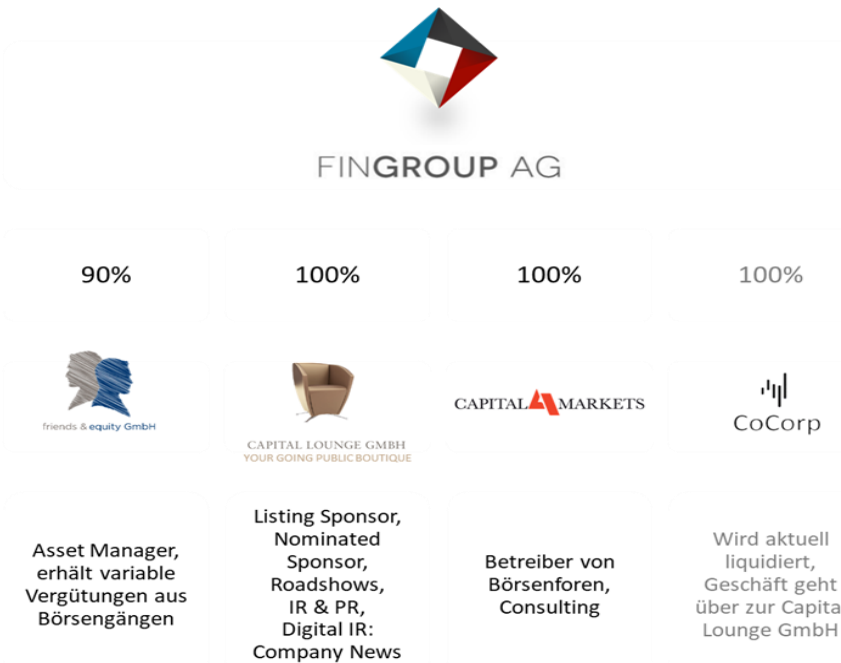 FINGROUP AG
90%
100%
100%
100%
friends & equity GmbH
CAPITAL LOUNGE GMBH
YOUR GOING PUBLIC BOUTIQUE
CAPITAL MARKETS
CoCorp
Asset Manager,
erhält variable
Vergütungen aus
Börsengängen
Listing Sponsor,
Nominated
Sponsor,
Roadshows,
IR & PR,
Digital IR:
Company News
Betreiber von
Börsenforen,
Consulting
Wird aktuell
liquidiert,
Geschäft geht
über zur Capita
Lounge GmbH